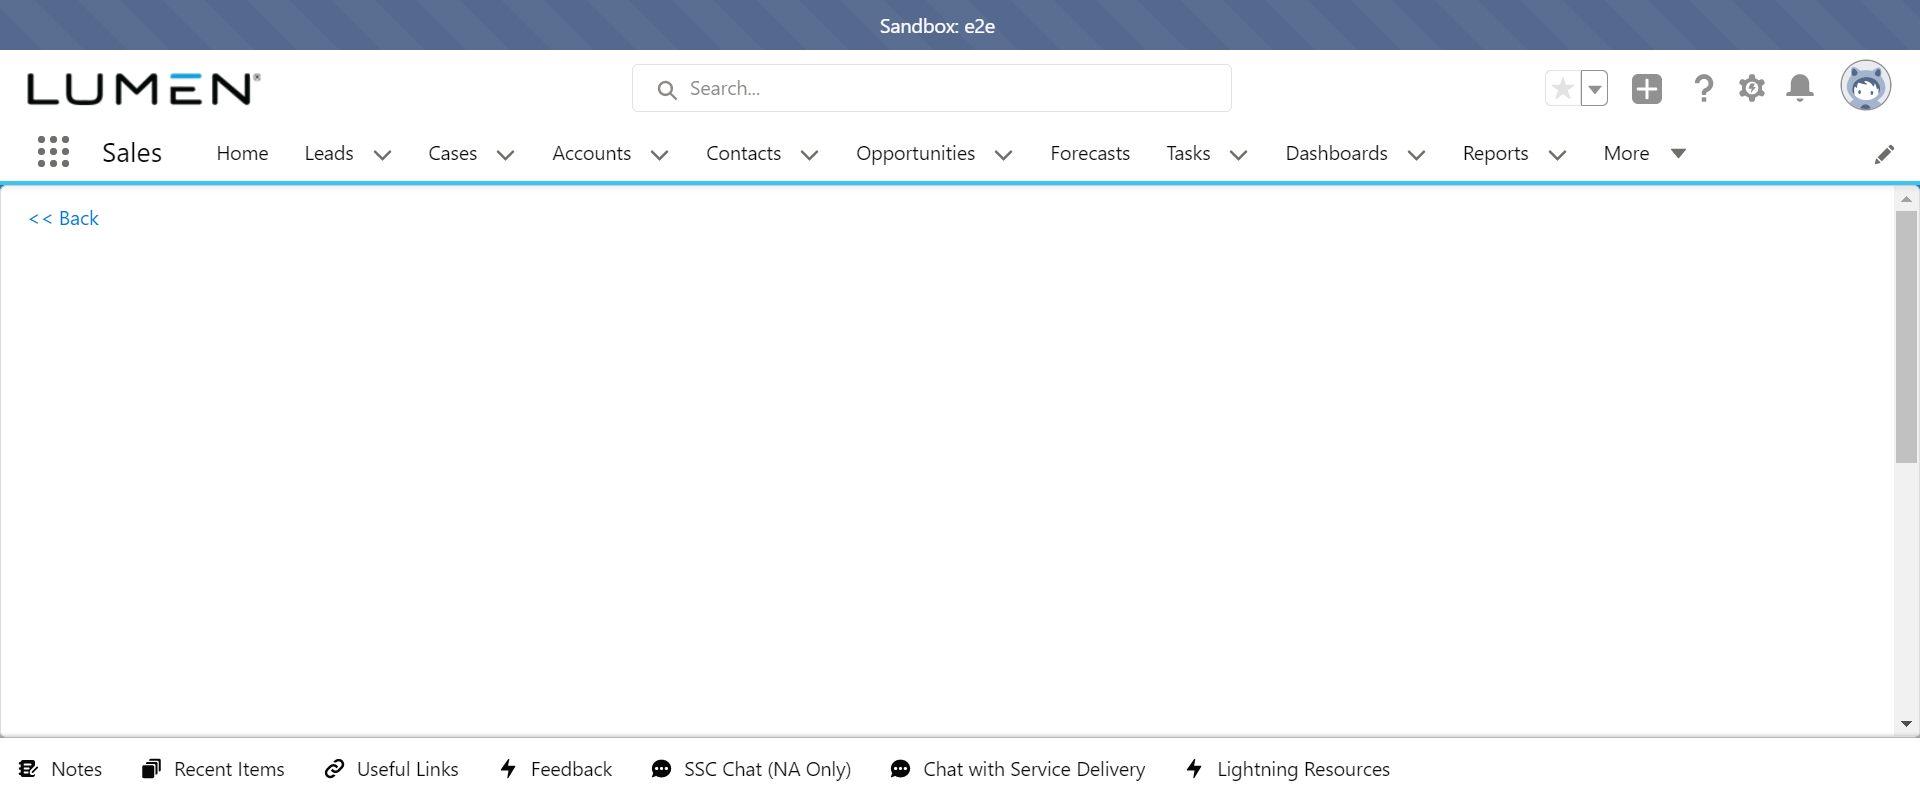 Sandbox: e2e
LUMEN®
Search...
Sales Home Leads Cases Accounts Contacts Opportunities Forecasts Tasks Dashboards Reports More
<< Back
Notes Recent Items Useful Links Feedback SSC Chat (NA Only) Chat with Service Delivery Lightning Resources